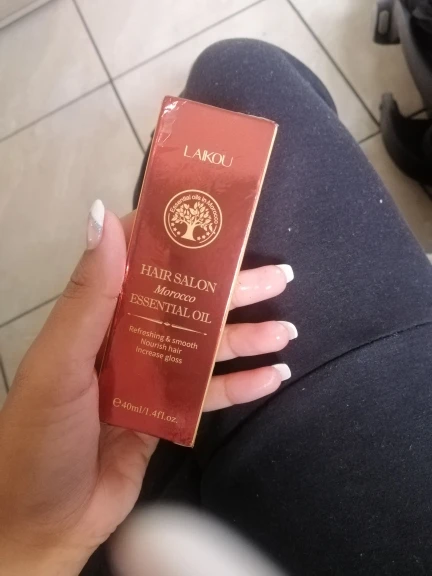 LAIKOU
Essential oils in Morocco
HAIR SALON
Morocco
ESSENTIAL OIL
Refreshing & smooth
Nourish hair
Increase gloss
℮40ml/1.4fl.oz.